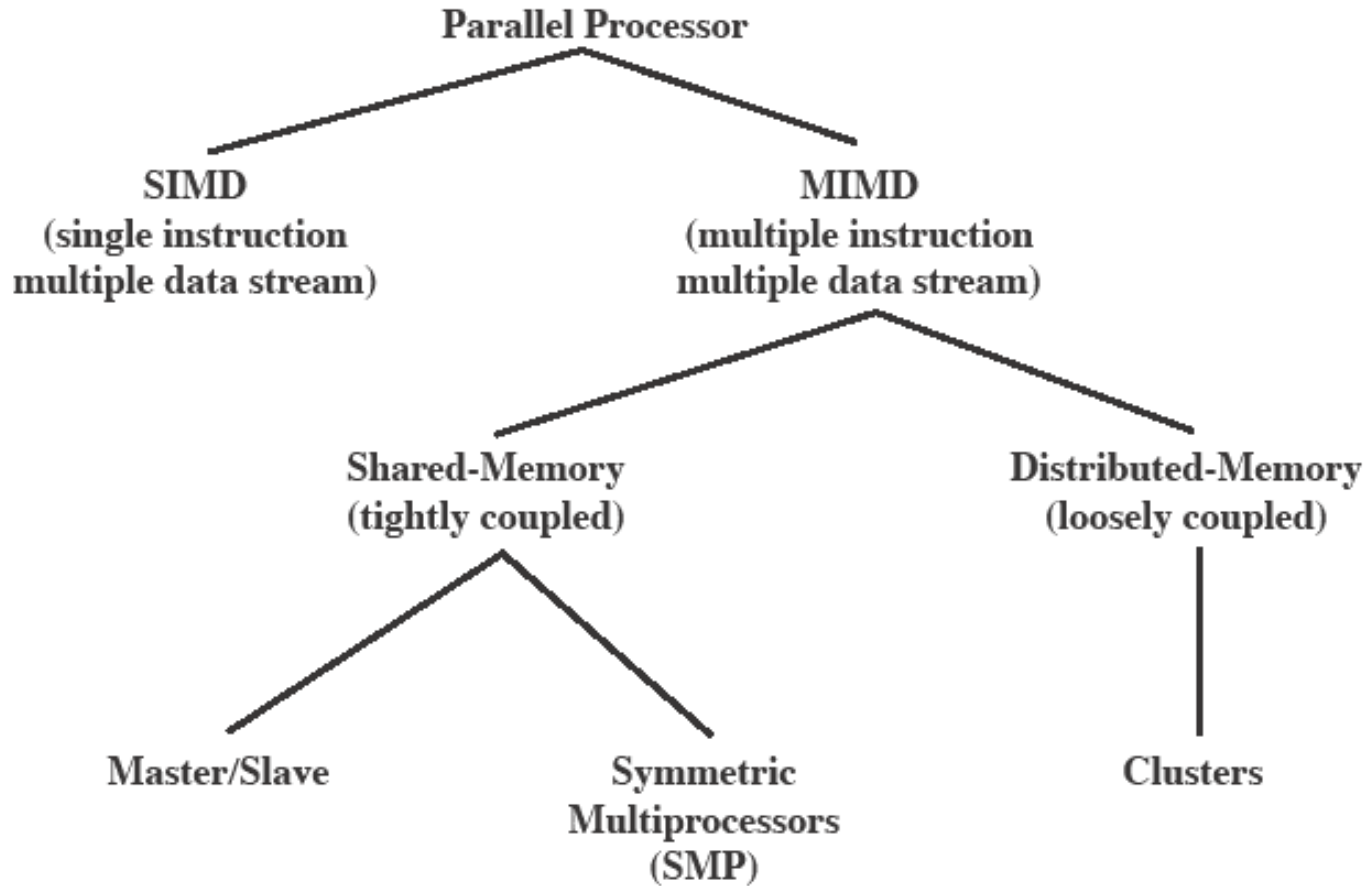 Parallel Processor
SIMD
(single instruction
multiple data stream)
MIMD
(multiple instruction
multiple data stream)
Shared-Memory
(tightly coupled)
Distributed-Memory
(loosely coupled)
Master/Slave
Symmetric
Multiprocessors
(SMP)
Clusters